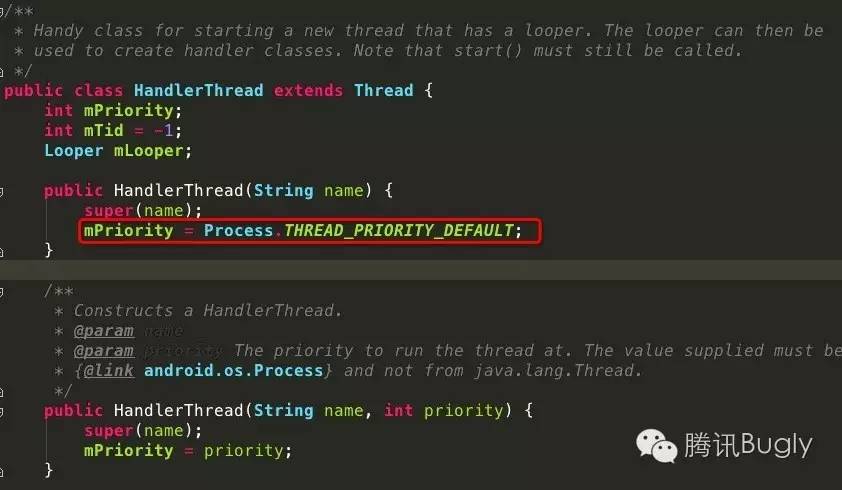 /**
 * Handy class for starting a new thread that has a looper. The looper can then be
 * used to create handler classes. Note that start() must still be called.
 */
public class HandlerThread extends Thread {
    int mPriority;
    int mTid = -1;
    Looper mLooper;

    public HandlerThread(String name) {
        super(name);
        mPriority = Process.THREAD_PRIORITY_DEFAULT;
    }

    /**
     * Constructs a HandlerThread.
     * @param name
     * @param priority The priority to run the thread at. The value supplied must be
     * {@link android.os.Process} and not from java.lang.Thread.
     */
    public HandlerThread(String name, int priority) {
        super(name);
        mPriority = priority;
    }
腾讯Bugly